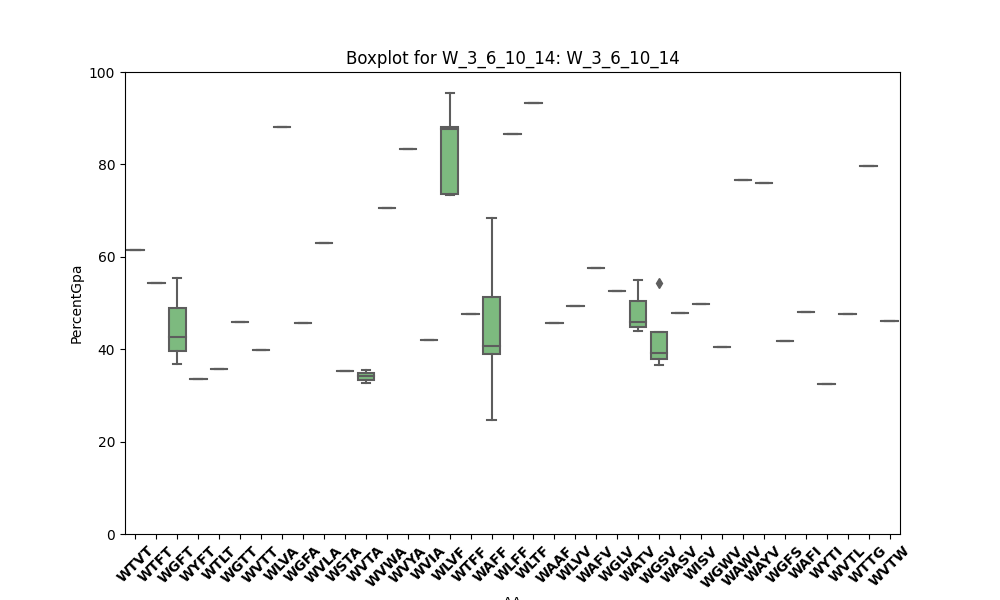 Boxplot for W_3_6_10_14: W_3_6_10_14
PercentGpa
100
80
60
40
20
0
WTVT
WTFT
WGFT
WYFT
WTLT
WGTT
WVTT
WLVA
WGFA
WVLA
WSTA
WVTA
WVWA
WVYA
WVIA
WLVF
WTFF
WAFF
WLFF
WLTF
WAAF
WLVV
WAFV
WGLV
WATV
WGSV
WASV
WISV
WGWV
WAWV
WAYV
WGFS
WAFI
WYTI
WVTL
WTTG
WVTW